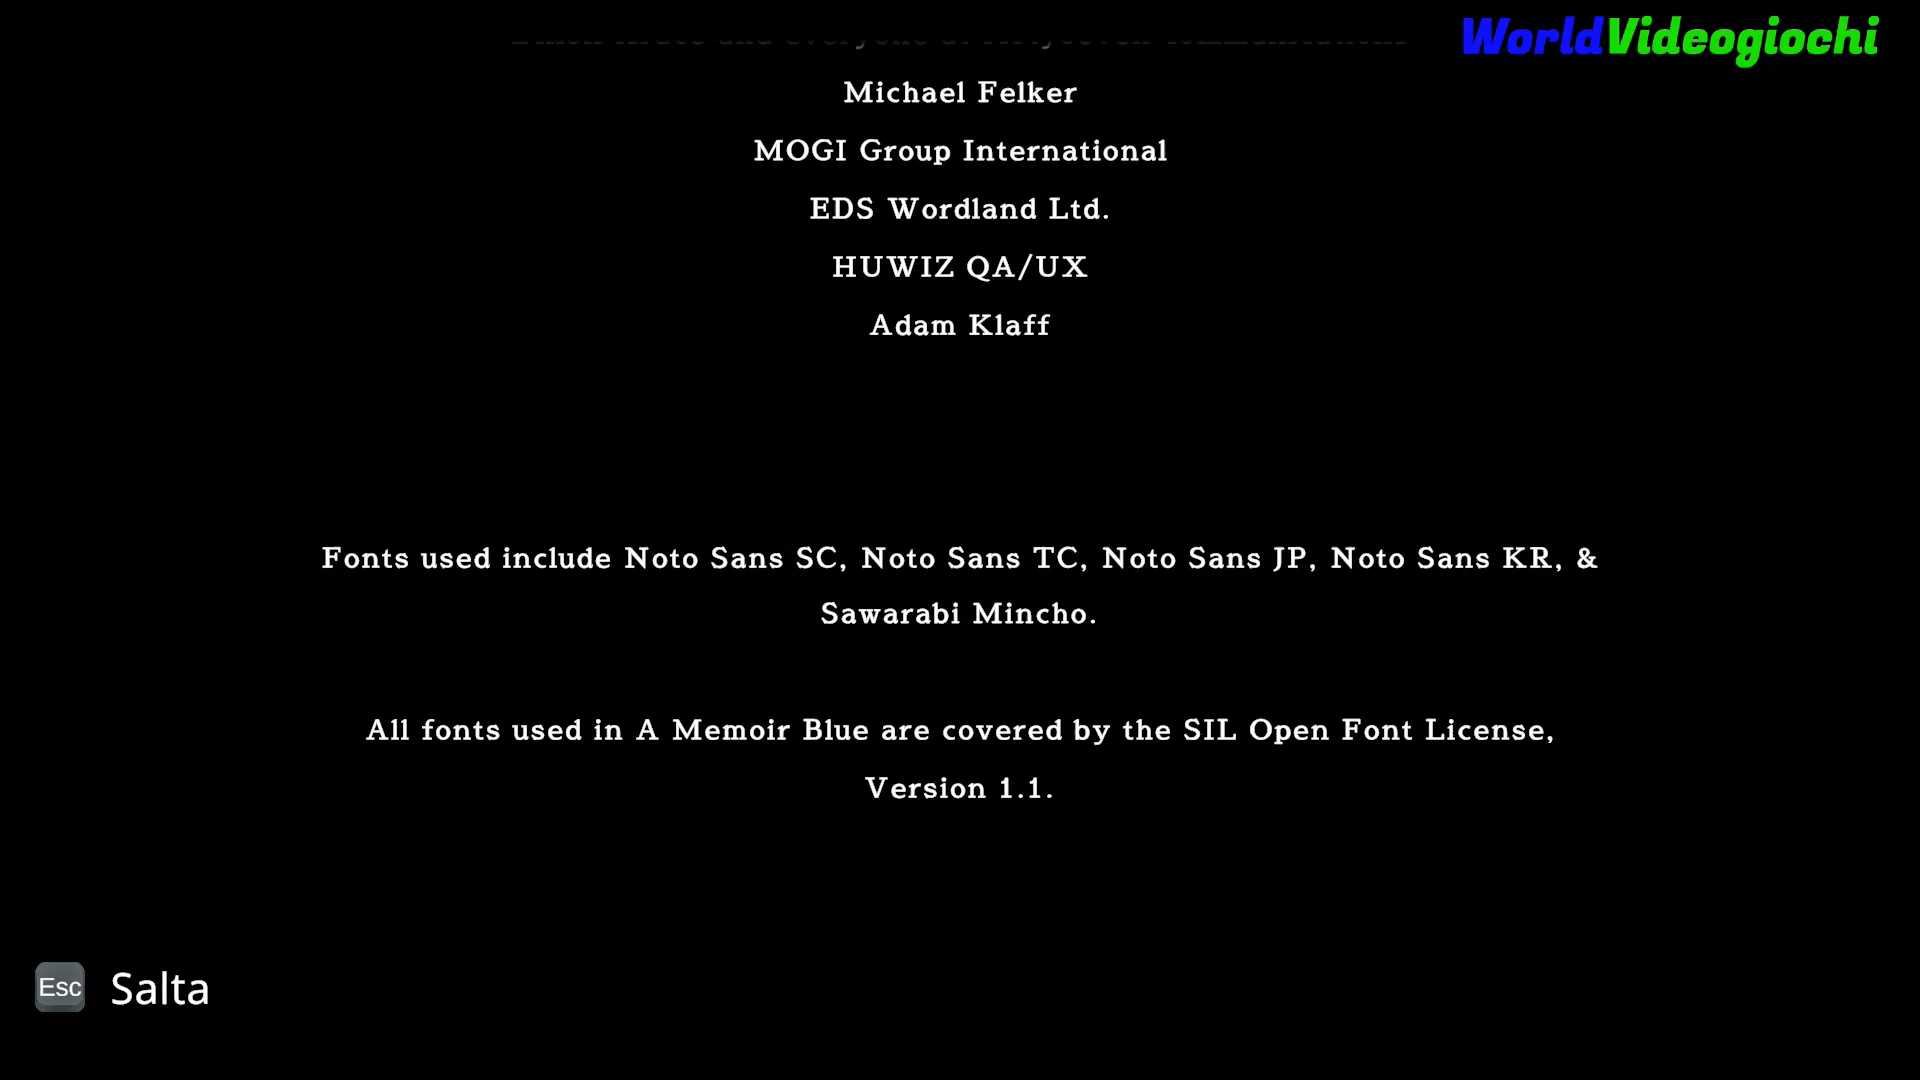 WorldVideogiochi
Michael Felker
MOGI Group International
EDS Wordland Ltd.
HUWIZ QA/UX
Adam Klaff
Fonts used include Noto Sans SC, Noto Sans TC, Noto Sans JP, Noto Sans KR, &
Sawarabi Mincho.
All fonts used in A Memoir Blue are covered by the SIL Open Font License,
Version 1.1.
Esc Salta